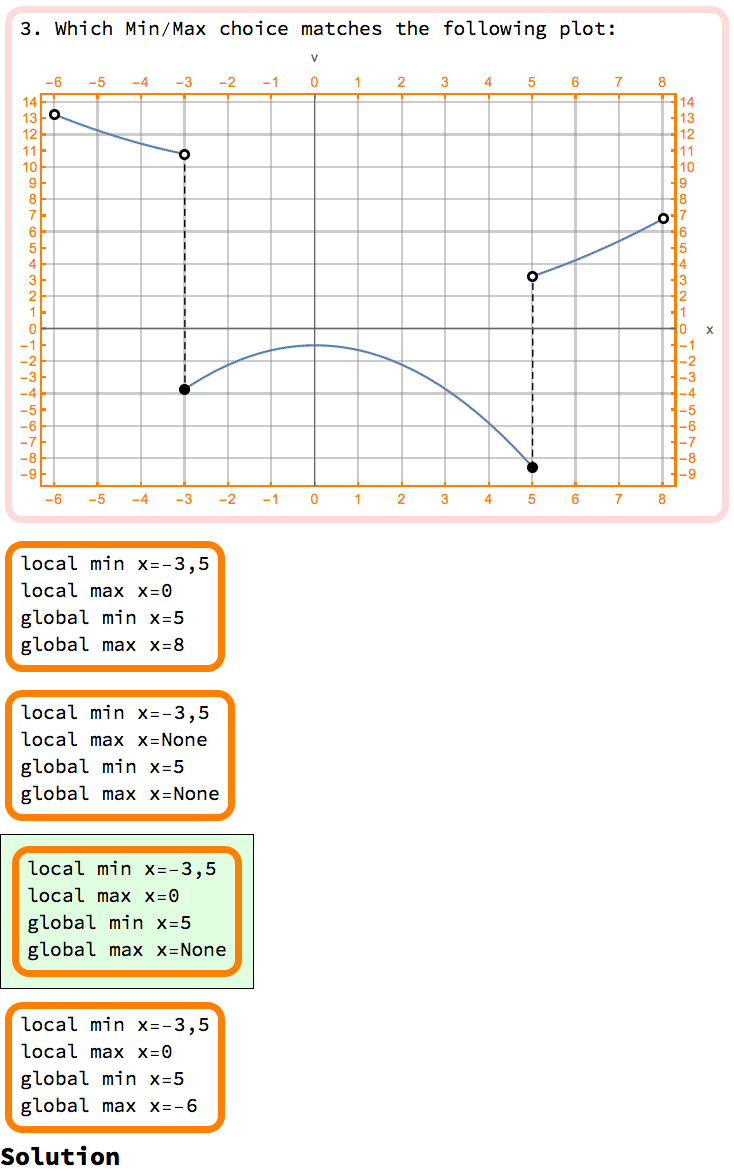 3. Which Min/Max choice matches the following plot:
v
-6 -5 -4 -3 -2 -1 0 1 2 3 4 5 6 7 8
14 14
13 13
12 12
11 11
10 10
9 9
8 8
7 7
6 6
5 5
4 4
3 3
2 2
1 1
0 0 x
-1 -1
-2 -2
-3 -3
-4 -4
-5 -5
-6 -6
-7 -7
-8 -8
-9 -9
-6 -5 -4 -3 -2 -1 0 1 2 3 4 5 6 7 8
local min x=-3,5
local max x=0
global min x=5
global max x=8
local min x=-3,5
local max x=None
global min x=5
global max x=None
local min x=-3,5
local max x=0
global min x=5
global max x=None
local min x=-3,5
local max x=0
global min x=5
global max x=-6
Solution